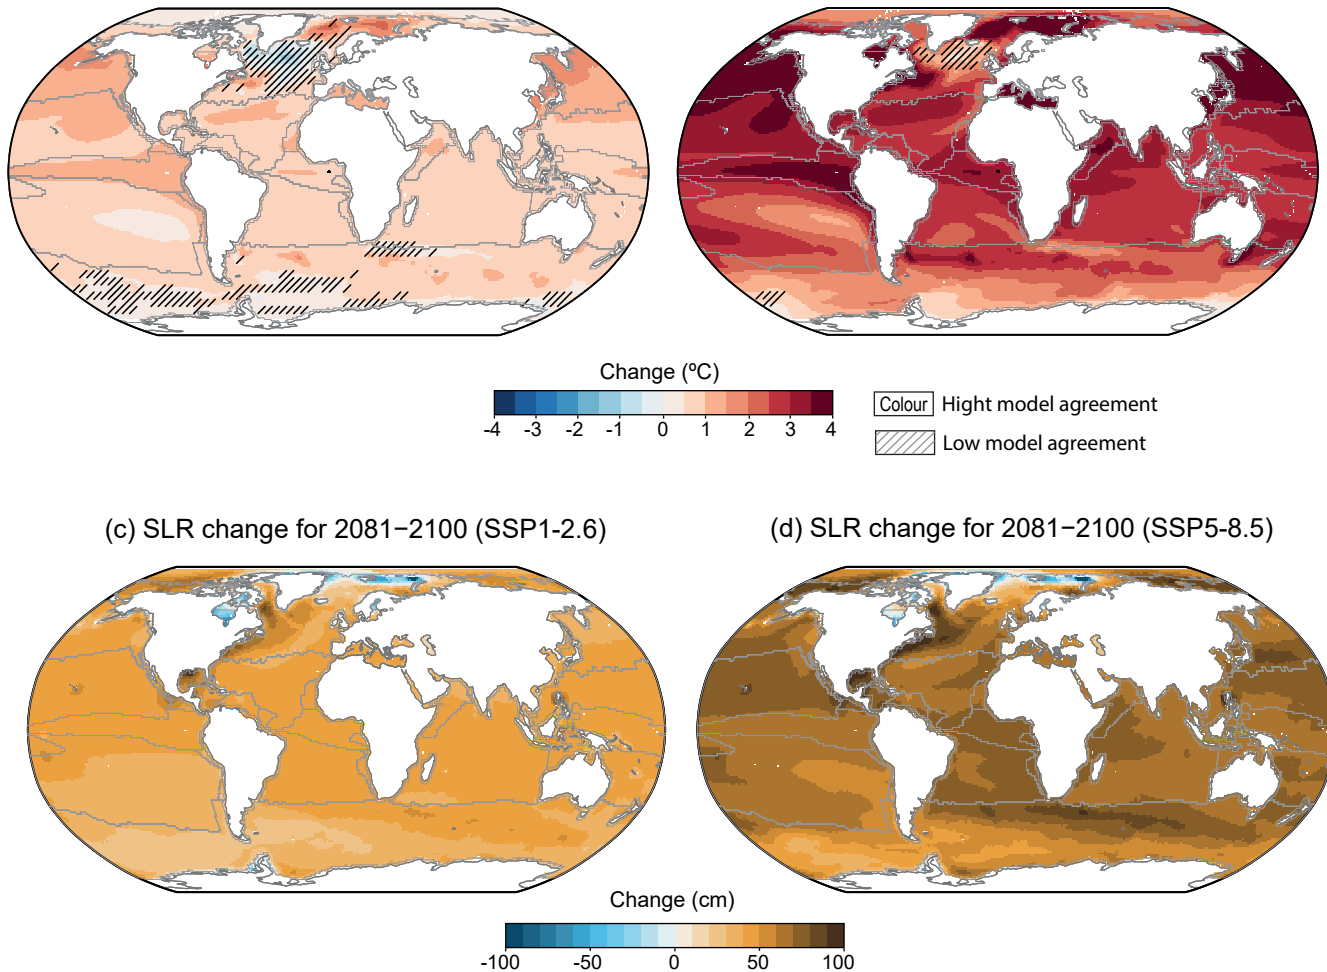 Change (ºC)
-4 -3 -2 -1 0 1 2 3 4
Colour Hight model agreement
Low model agreement
(c) SLR change for 2081−2100 (SSP1-2.6)
(d) SLR change for 2081−2100 (SSP5-8.5)
Change (cm)
-100 -50 0 50 100